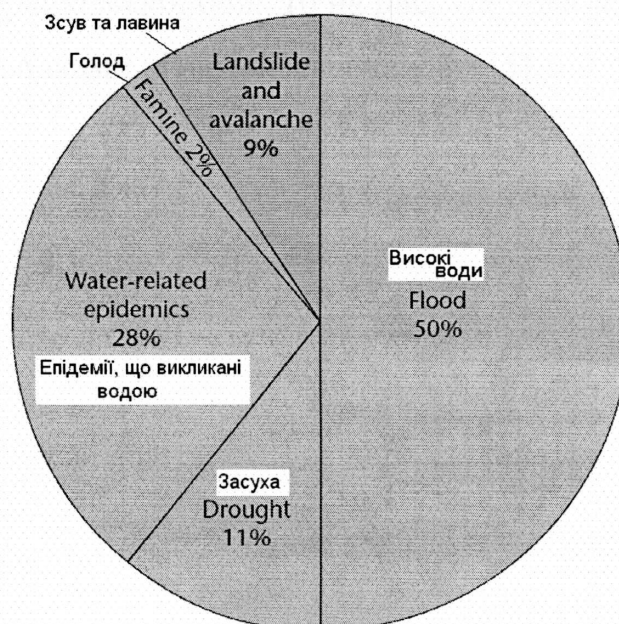 Зсув та лавина
Голод
Landslide
and
avalanche
9%
Famine 2%
Water-related
epidemics
28%
Епідемії, що викликані
водою
Високі
води
Flood
50%
Засуха
Drought
11%